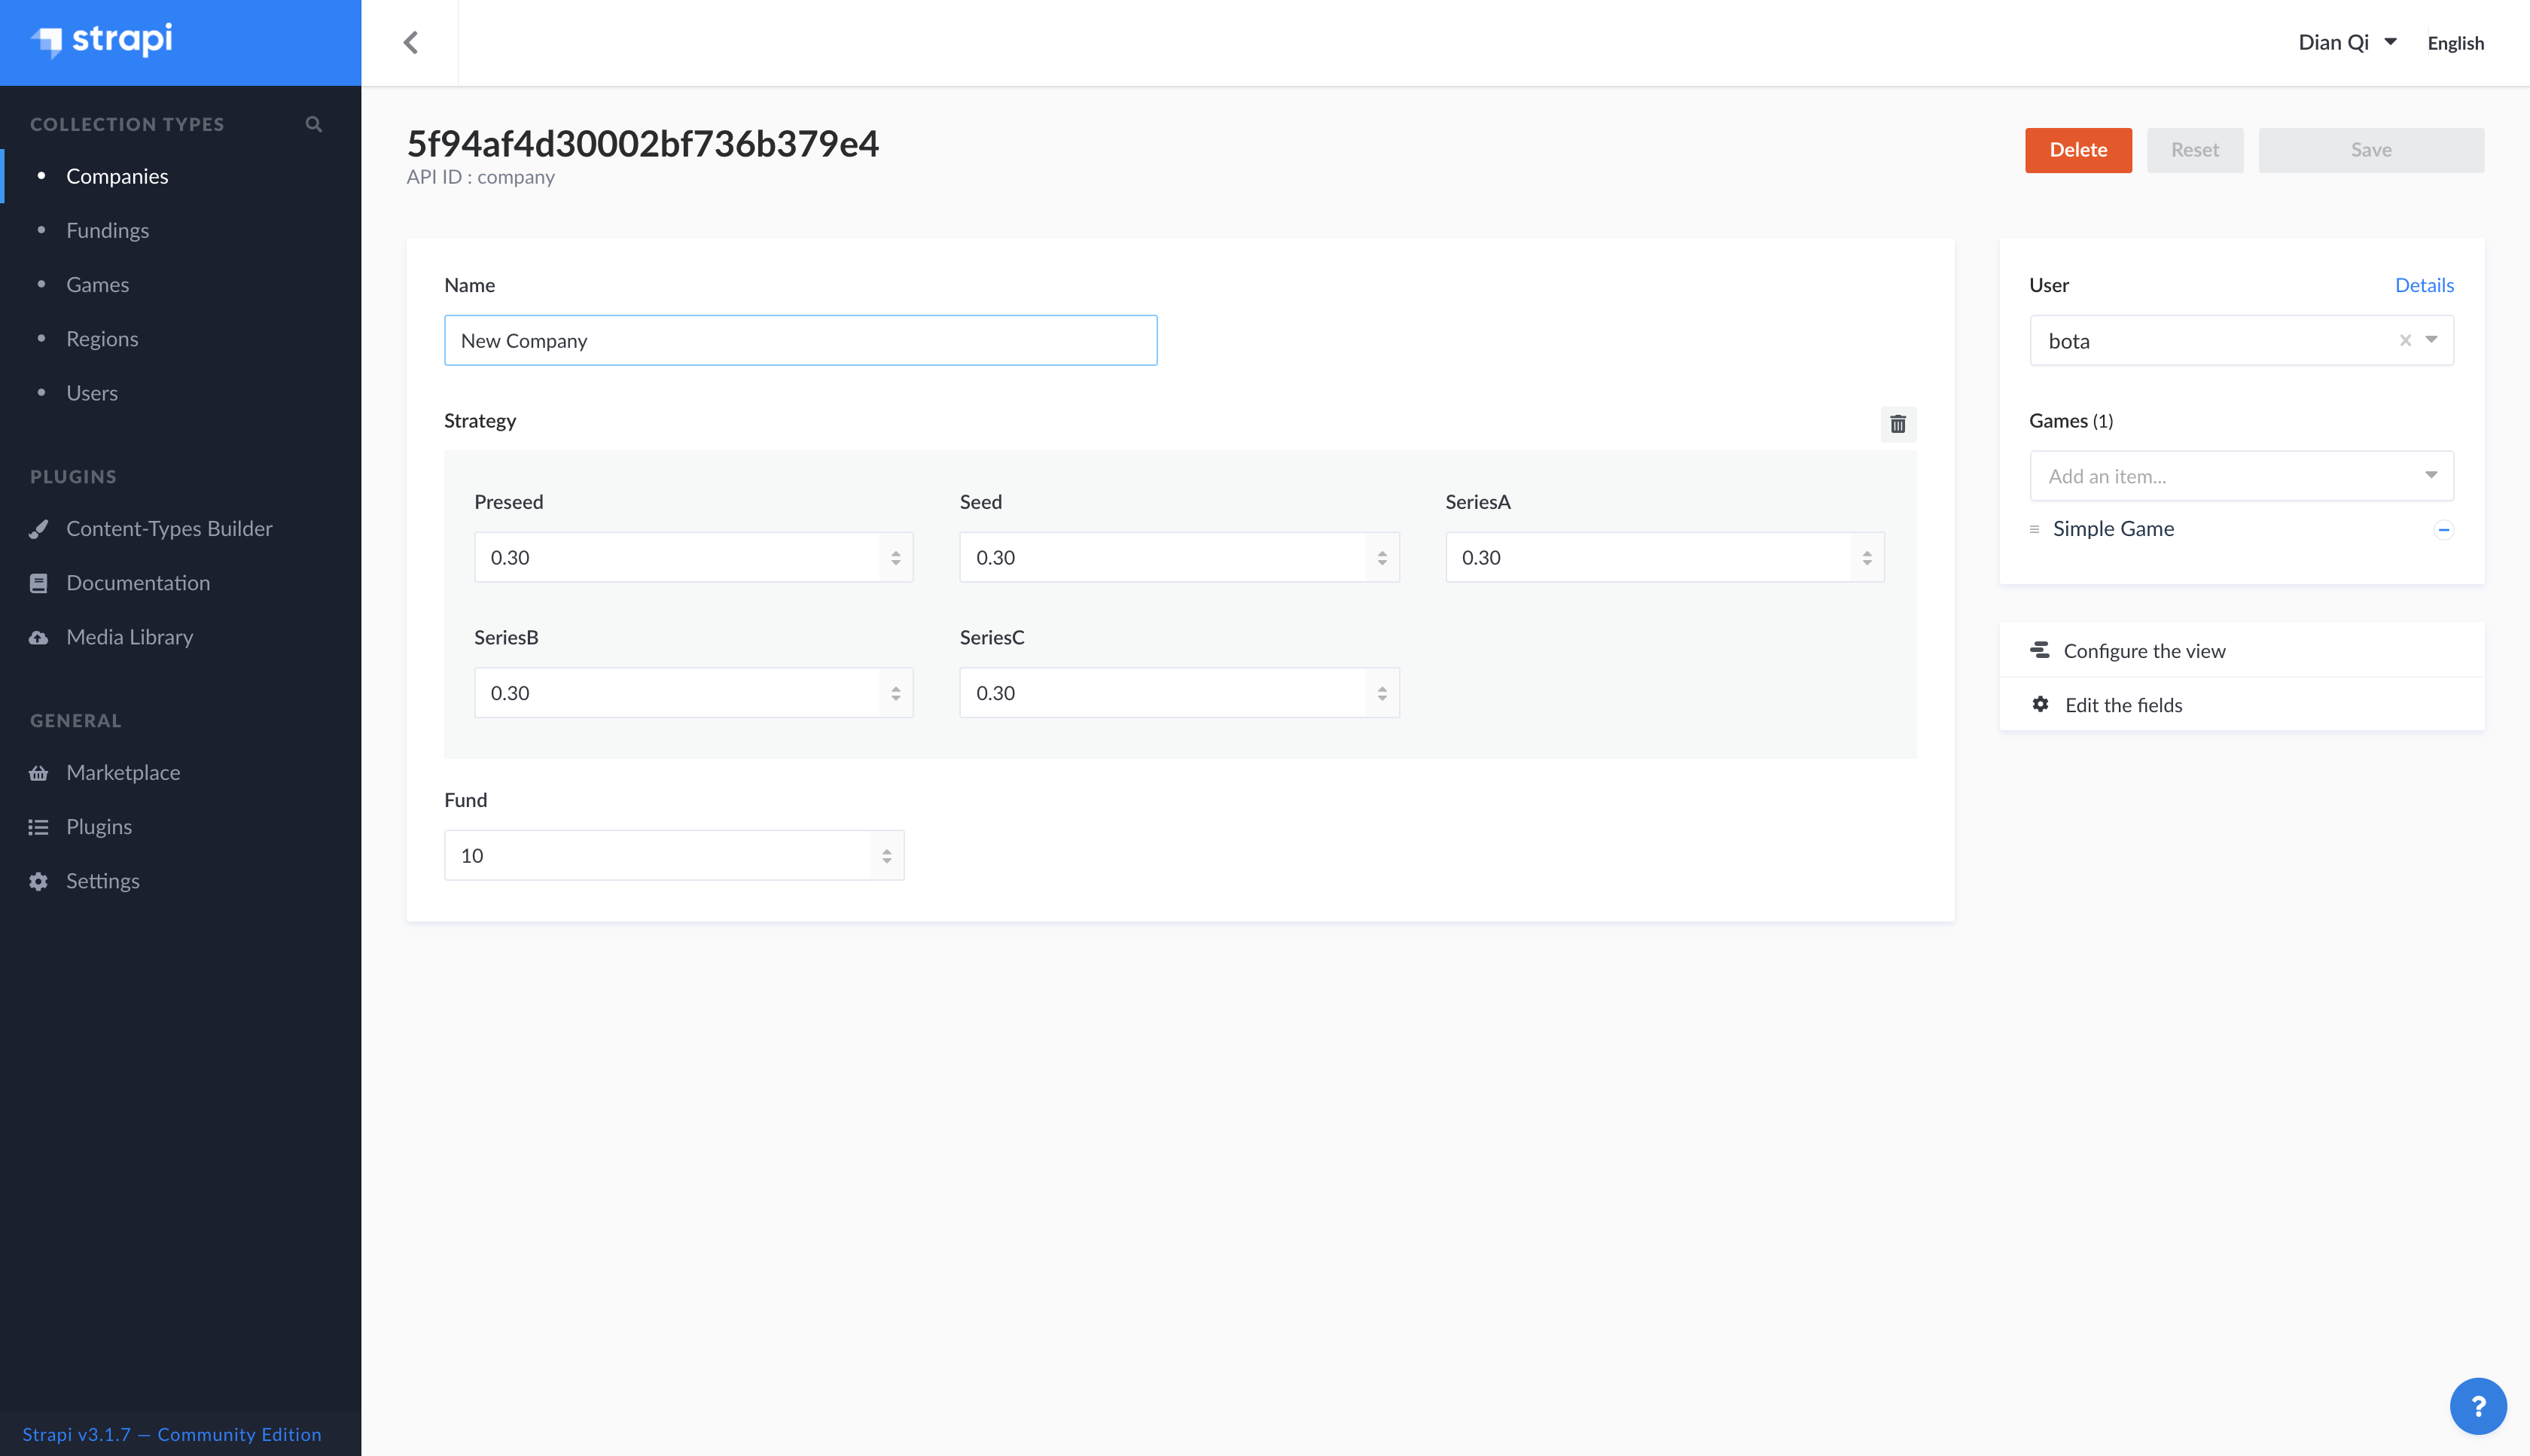 strapi
Dian Qi
English
COLLECTION TYPES
Companies
Fundings
Games
Regions
Users
PLUGINS
Content-Types Builder
Documentation
Media Library
GENERAL
Marketplace
Plugins
Settings
Strapi v3.1.7 — Community Edition
5f94af4d30002bf736b379e4
API ID : company
Delete
Reset
Save
Name
New Company
Strategy
Preseed
Seed
SeriesA
0.30
0.30
0.30
SeriesB
SeriesC
0.30
0.30
Fund
10
User
Details
bota
Games (1)
Add an item...
Simple Game
Configure the view
Edit the fields
?